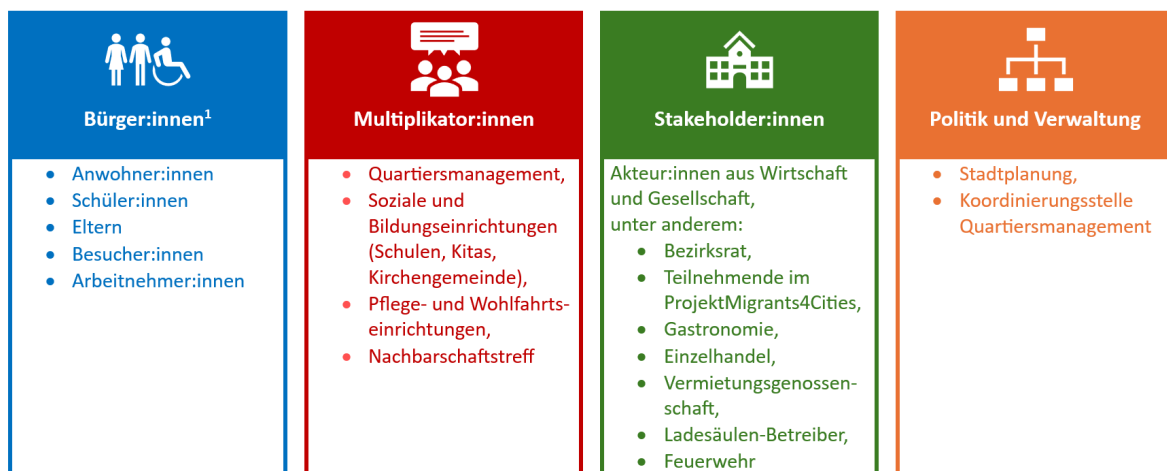 Bürger:innen¹
• Anwohner:innen
• Schüler:innen
• Eltern
• Besucher:innen
• Arbeitnehmer:innen
Multiplikator:innen
• Quartiersmanagement,
• Soziale und
Bildungseinrichtungen
(Schulen, Kitas,
Kirchengemeinde),
• Pflege- und Wohlfahrts-
einrichtungen,
• Nachbarschaftstreff
Stakeholder:innen
Akteur:innen aus Wirtschaft
und Gesellschaft,
unter anderem:
• Bezirksrat,
• Teilnehmende im
ProjektMigrants4Cities,
• Gastronomie,
• Einzelhandel,
• Vermietungsgenossen-
schaft,
• Ladesäulen-Betreiber,
• Feuerwehr
Politik und Verwaltung
• Stadtplanung,
• Koordinierungsstelle
Quartiersmanagement